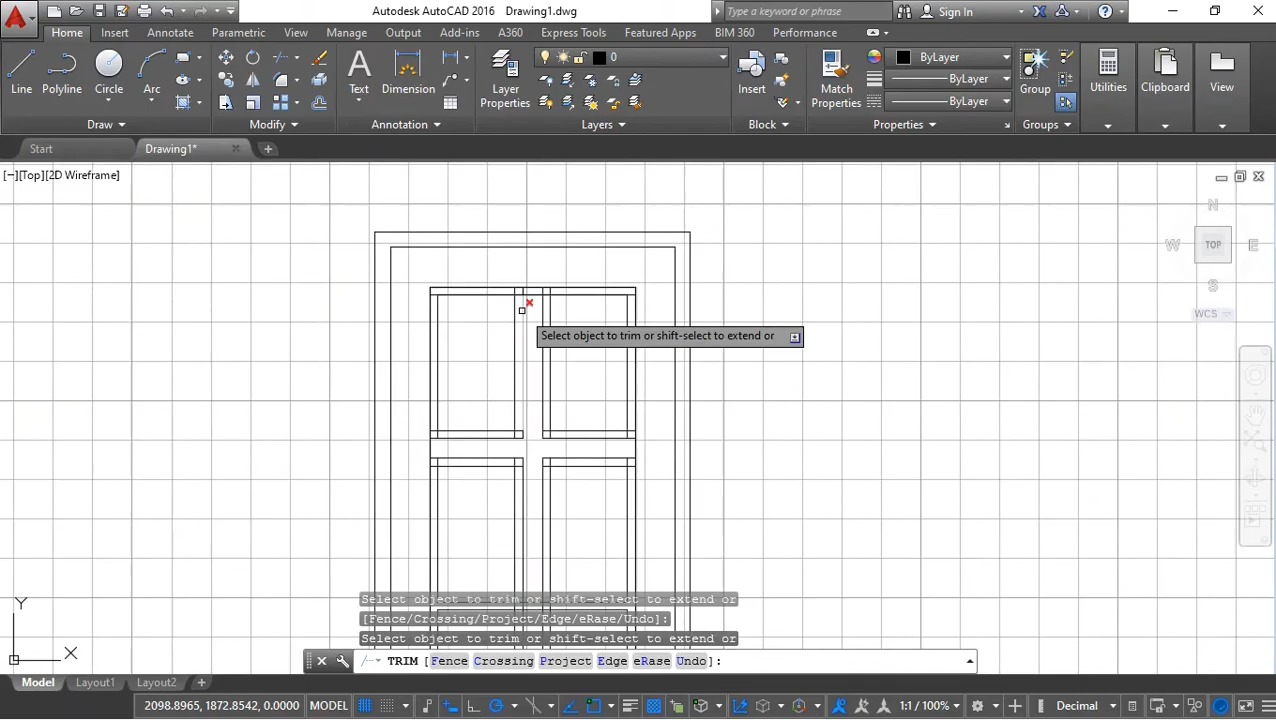 Autodesk AutoCAD 2016 Drawing1.dwg
Type a keyword or phrase
Sign In
Home Insert Annotate Parametric View Manage Output Add-ins A360 Express Tools Featured Apps BIM 360 Performance
0
ByLayer
ByLayer
ByLayer
Line Polyline Circle Arc Text Dimension Layer Properties Insert Match Properties Group Utilities Clipboard View
Draw Modify Annotation Layers Block Properties Groups
Start Drawing1*
[−][Top][2D Wireframe]
N
W TOP E
S
WCS
Select object to trim or shift-select to extend or
Select object to trim or shift-select to extend or
[Fence/Crossing/Project/Edge/eRase/Undo]:
Select object to trim or shift-select to extend or
Y
X
TRIM [Fence Crossing Project Edge eRase Undo]:
Model Layout1 Layout2
2098.8965, 1872.8542, 0.0000 MODEL 1:1 / 100% Decimal